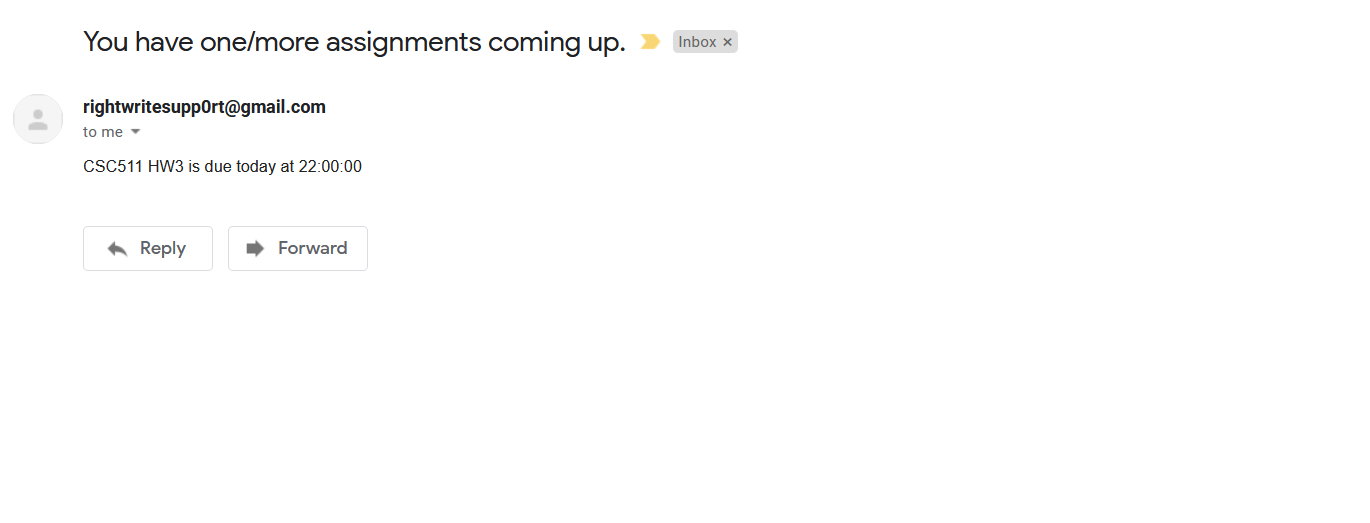 You have one/more assignments coming up. Inbox ×
rightwritesupp0rt@gmail.com
to me
CSC511 HW3 is due today at 22:00:00
Reply Forward